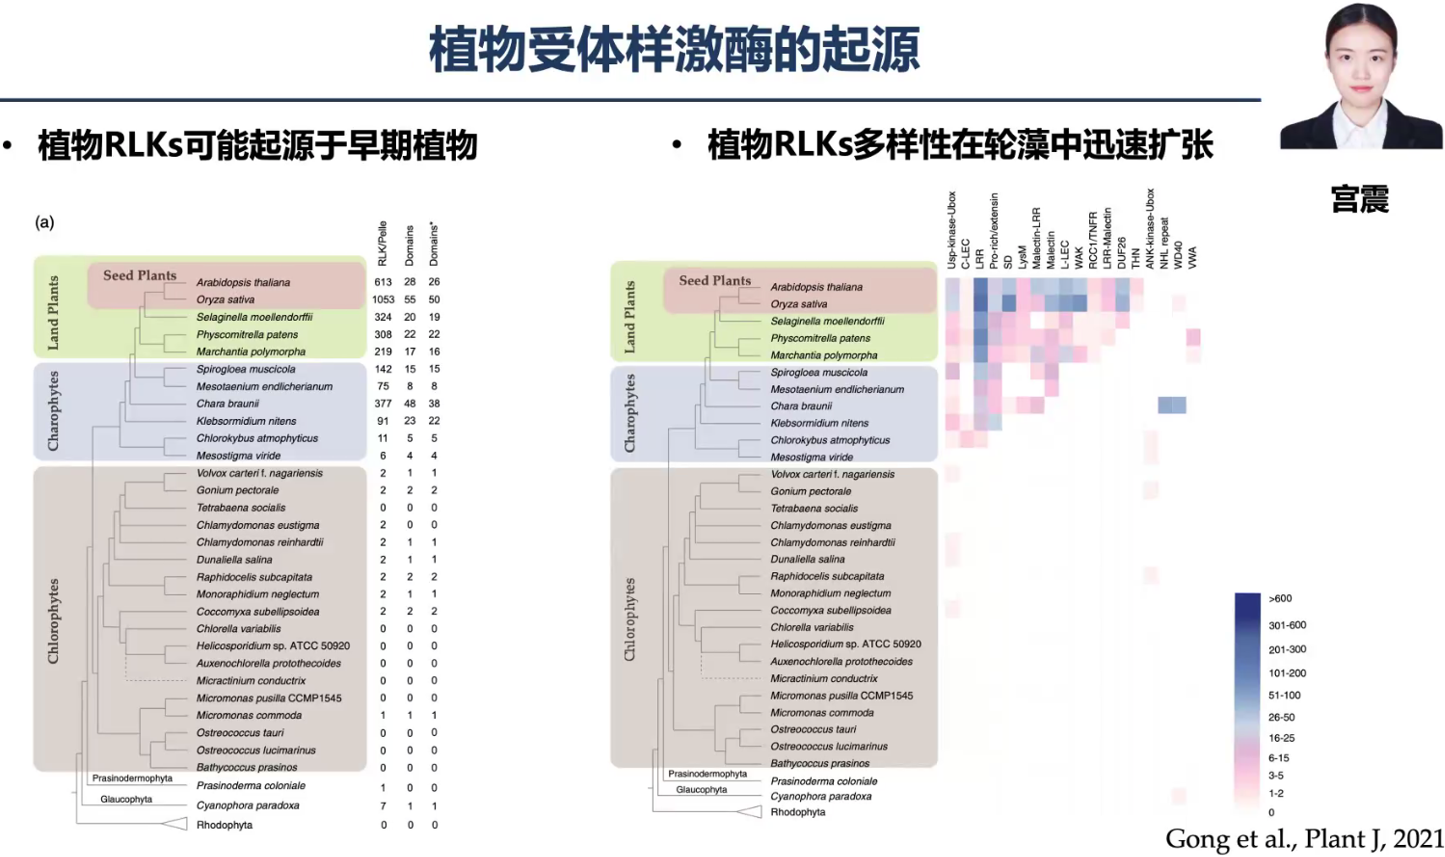 植物受体样激酶的起源
• 植物RLKs可能起源于早期植物
• 植物RLKs多样性在轮藻中迅速扩张
宫震
(a)
RLK/Pelle Domains Domains*
Land Plants
Seed Plants
Arabidopsis thaliana 613 28 26
Oryza sativa 1053 55 50
Selaginella moellendorffii 324 20 19
Physcomitrella patens 308 22 22
Marchantia polymorpha 219 17 16
Charophytes
Spirogloea muscicola 142 15 15
Mesotaenium endlicherianum 75 8 8
Chara braunii 377 48 38
Klebsormidium nitens 91 23 22
Chlorokybus atmophyticus 11 5 5
Mesostigma viride 6 4 4
Chlorophytes
Volvox carteri f. nagariensis 2 1 1
Gonium pectorale 2 2 2
Tetrabaena socialis 0 0 0
Chlamydomonas eustigma 2 0 0
Chlamydomonas reinhardtii 2 1 1
Dunaliella salina 2 1 1
Raphidocelis subcapitata 2 2 2
Monoraphidium neglectum 2 1 1
Coccomyxa subellipsoidea 2 2 2
Chlorella variabilis 0 0 0
Helicosporidium sp. ATCC 50920 0 0 0
Auxenochlorella protothecoides 0 0 0
Micractinium conductrix 0 0 0
Micromonas pusilla CCMP1545 0 0 0
Micromonas commoda 1 1 1
Ostreococcus tauri 0 0 0
Ostreococcus lucimarinus 0 0 0
Bathycoccus prasinos 0 0 0
Prasinodermophyta
Prasinoderma coloniale 1 0 0
Glaucophyta
Cyanophora paradoxa 7 1 1
Rhodophyta 0 0 0
Usp-kinase-Ubox
C-LEC
LRR
Pro-rich/extensin
SD
LysM
Malectin-LRR
Malectin
L-LEC
WAK
RCC1/TNFR
LRR-Malectin
DUF26
THN
ANK-kinase-Ubox
NHL repeat
WD40
VWA
Land Plants
Seed Plants
Arabidopsis thaliana
Oryza sativa
Selaginella moellendorffii
Physcomitrella patens
Marchantia polymorpha
Charophytes
Spirogloea muscicola
Mesotaenium endlicherianum
Chara braunii
Klebsormidium nitens
Chlorokybus atmophyticus
Mesostigma viride
Chlorophytes
Volvox carteri f. nagariensis
Gonium pectorale
Tetrabaena socialis
Chlamydomonas eustigma
Chlamydomonas reinhardtii
Dunaliella salina
Raphidocelis subcapitata
Monoraphidium neglectum
Coccomyxa subellipsoidea
Chlorella variabilis
Helicosporidium sp. ATCC 50920
Auxenochlorella protothecoides
Micractinium conductrix
Micromonas pusilla CCMP1545
Micromonas commoda
Ostreococcus tauri
Ostreococcus lucimarinus
Bathycoccus prasinos
Prasinodermophyta
Prasinoderma coloniale
Glaucophyta
Cyanophora paradoxa
Rhodophyta
>600
301-600
201-300
101-200
51-100
26-50
16-25
6-15
3-5
1-2
0
Gong et al., Plant J, 2021